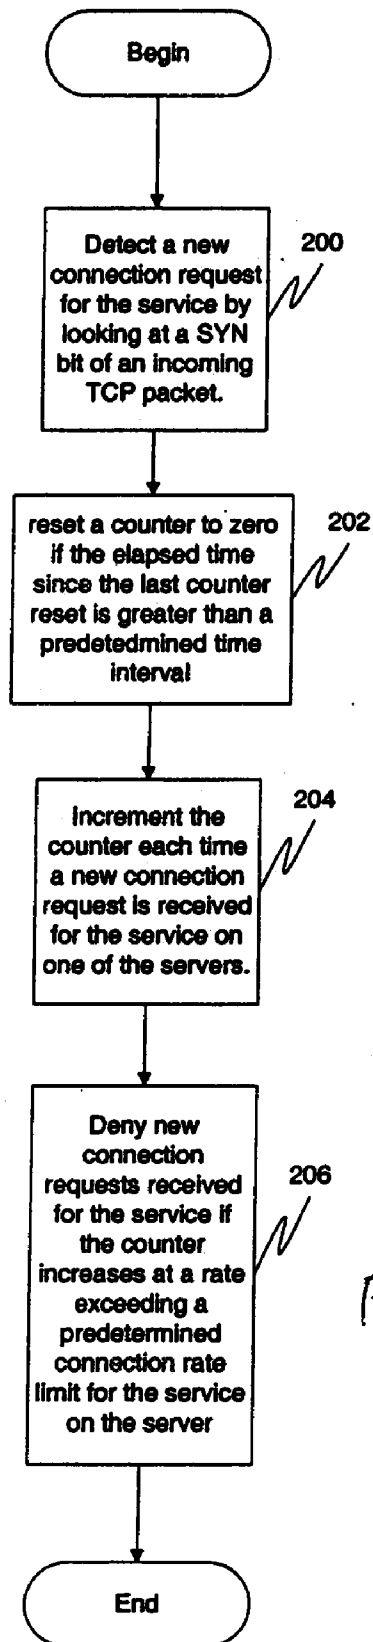 Begin
Detect a new
connection request
for the service by
looking at a SYN
bit of an incoming
TCP packet.
200
reset a counter to zero
if the elapsed time
since the last counter
reset is greater than a
predetedmined time
interval
202
Increment the
counter each time
a new connection
request is received
for the service on
one of the servers.
204
Deny new
connection
requests received
for the service if
the counter
increases at a rate
exceeding a
predetermined
connection rate
limit for the service
on the server
206
End